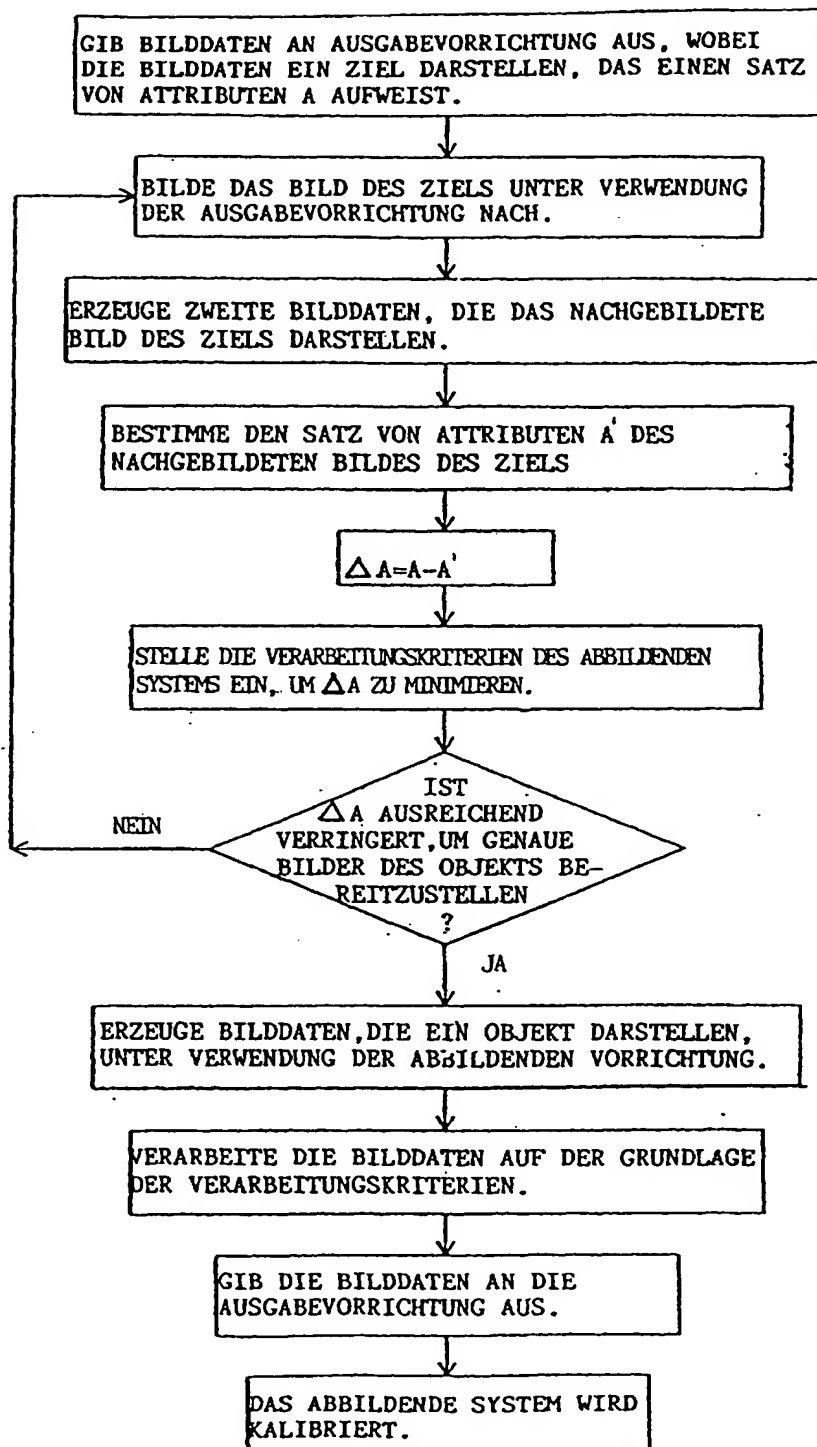 GIB BILDDATEN AN AUSGABEVORRICHTUNG AUS, WOBEI
DIE BILDDATEN EIN ZIEL DARSTELLEN, DAS EINEN SATZ
VON ATTRIBUTEN A AUFWEIST.
BILDE DAS BILD DES ZIELS UNTER VERWENDUNG
DER AUSGABEVORRICHTUNG NACH.
ERZEUGE ZWEITE BILDDATEN, DIE DAS NACHGEBILDETE
BILD DES ZIELS DARSTELLEN.
BESTIMME DEN SATZ VON ATTRIBUTEN A' DES
NACHGEBILDETEN BILDES DES ZIELS
△A=A-A'
STELLE DIE VERARBEITUNGSKRITERIEN DES ABBILDENDEN
SYSTEMS EIN, UM △A ZU MINIMIEREN.
IST
△A AUSREICHEND
VERRINGERT, UM GENAUE
BILDER DES OBJEKTS BE-
REITZUSTELLEN
?
NEIN
JA
ERZEUGE BILDDATEN, DIE EIN OBJEKT DARSTELLEN,
UNTER VERWENDUNG DER ABBILDENDEN VORRICHTUNG.
VERARBEITE DIE BILDDATEN AUF DER GRUNDLAGE
DER VERARBEITUNGSKRITERIEN.
GIB DIE BILDDATEN AN DIE
AUSGABEVORRICHTUNG AUS.
DAS ABBILDENDE SYSTEM WIRD
KALIBRIERT.